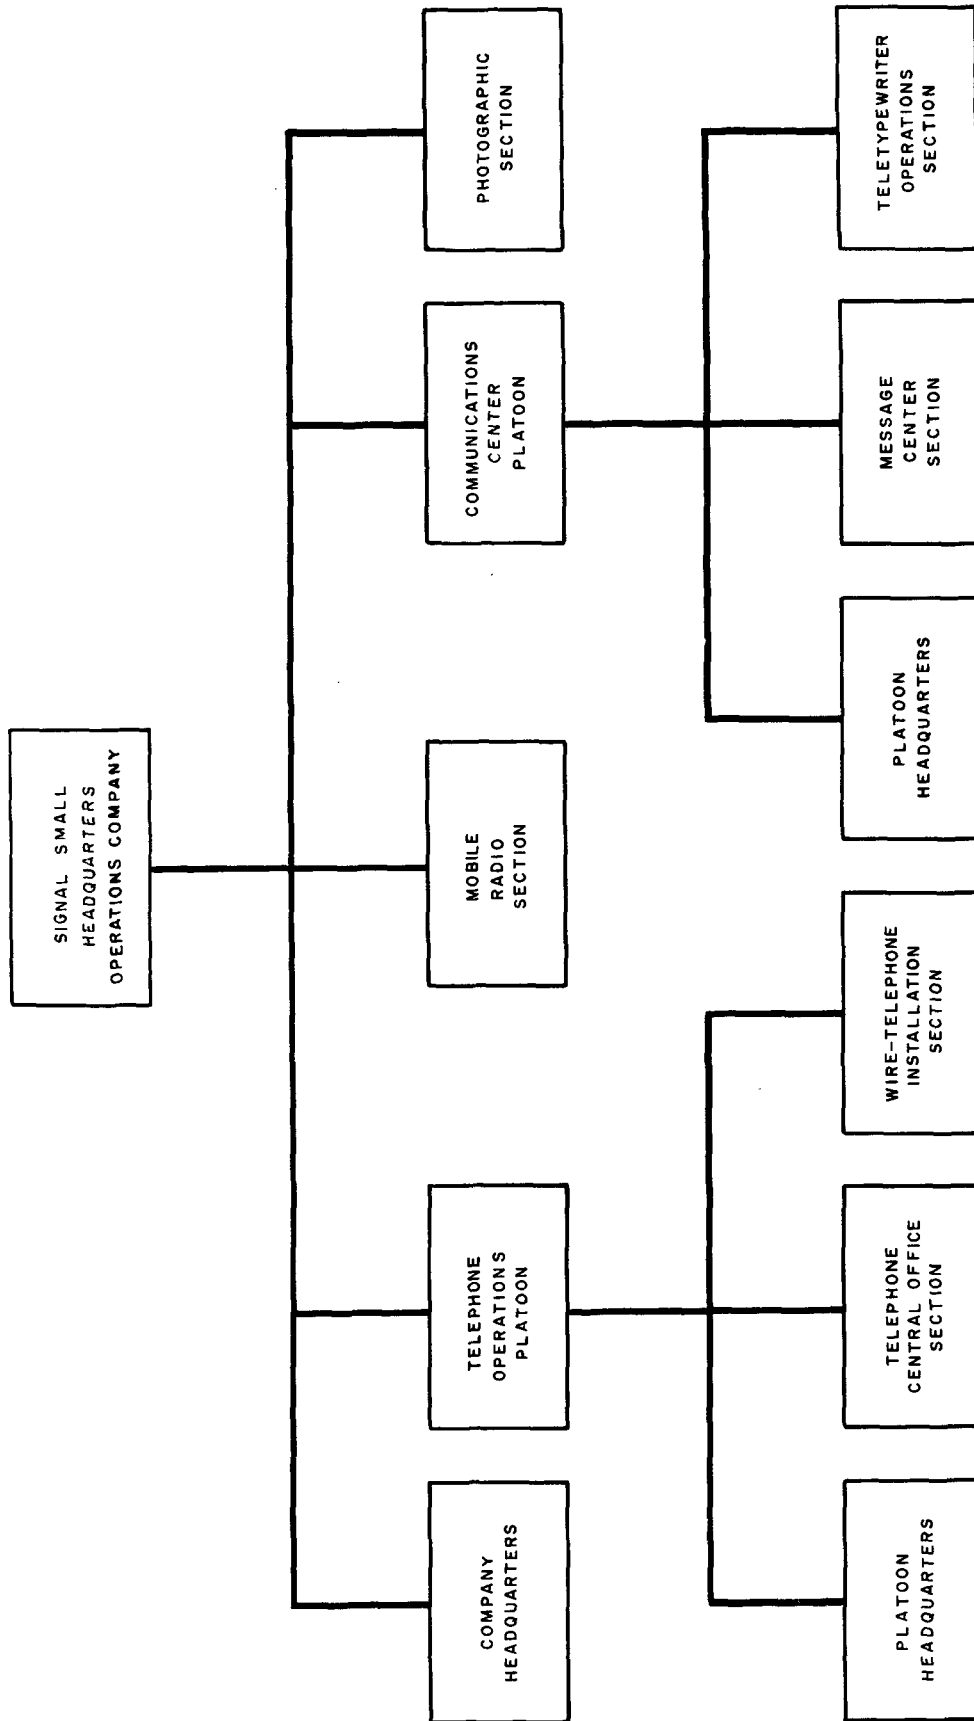 SIGNAL SMALL
HEADQUARTERS
OPERATIONS COMPANY
COMPANY
HEADQUARTERS
TELEPHONE
OPERATIONS
PLATOON
MOBILE
RADIO
SECTION
COMMUNICATIONS
CENTER
PLATOON
PHOTOGRAPHIC
SECTION
PLATOON
HEADQUARTERS
TELEPHONE
CENTRAL OFFICE
SECTION
WIRE-TELEPHONE
INSTALLATION
SECTION
PLATOON
HEADQUARTERS
MESSAGE
CENTER
SECTION
TELETYPEWRITER
OPERATIONS
SECTION